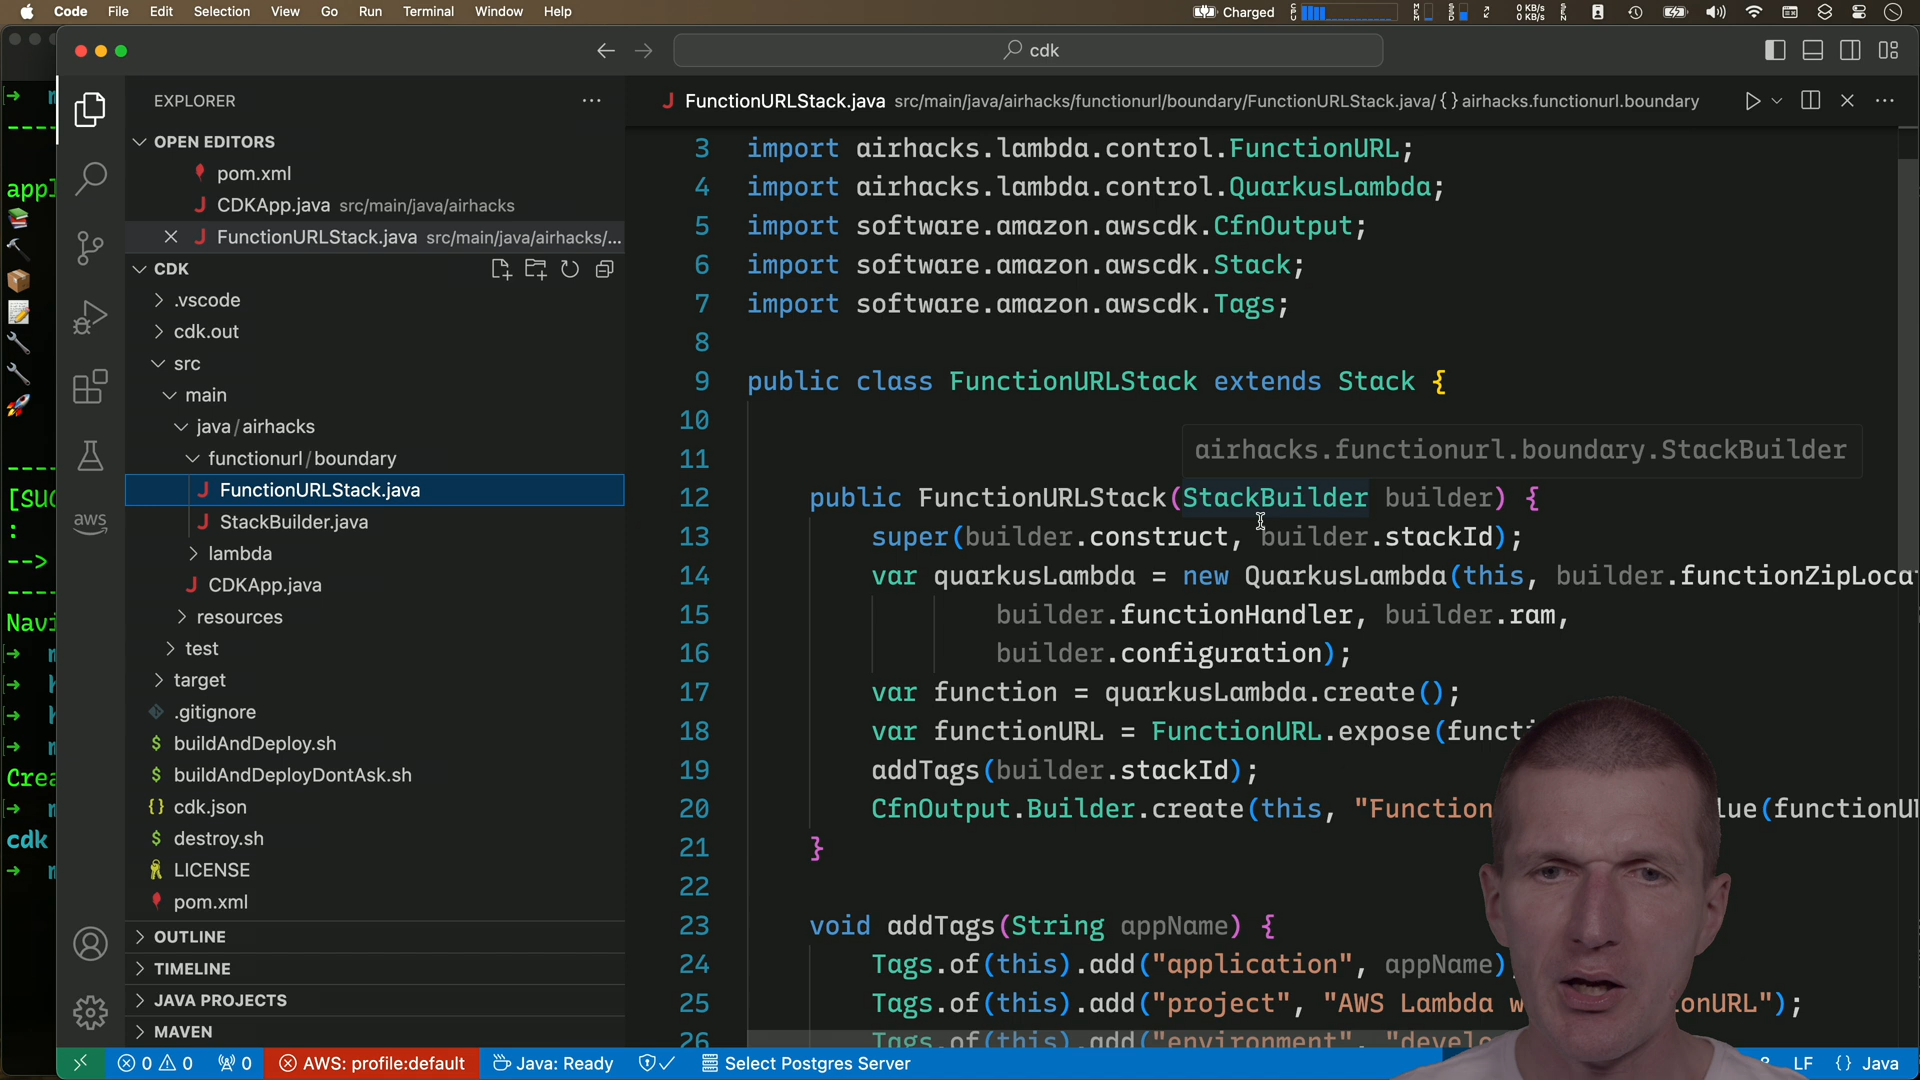 Code File Edit Selection View Go Run Terminal Window Help Charged 0 KB/s 0 KB/s
cdk
EXPLORER
OPEN EDITORS
pom.xml
CDKApp.java src/main/java/airhacks
FunctionURLStack.java src/main/java/airhacks/...
CDK
.vscode
cdk.out
src
main
java/airhacks
functionurl/boundary
FunctionURLStack.java
StackBuilder.java
lambda
CDKApp.java
resources
test
target
.gitignore
buildAndDeploy.sh
buildAndDeployDontAsk.sh
cdk.json
destroy.sh
LICENSE
pom.xml
OUTLINE
TIMELINE
JAVA PROJECTS
MAVEN
aws
FunctionURLStack.java src/main/java/airhacks/functionurl/boundary/FunctionURLStack.java/ {} airhacks.functionurl.boundary
3 import airhacks.lambda.control.FunctionURL;
4 import airhacks.lambda.control.QuarkusLambda;
5 import software.amazon.awscdk.CfnOutput;
6 import software.amazon.awscdk.Stack;
7 import software.amazon.awscdk.Tags;
8
9 public class FunctionURLStack extends Stack {
10
airhacks.functionurl.boundary.StackBuilder
11
12 public FunctionURLStack(StackBuilder builder) {
13 super(builder.construct, builder.stackId);
14 var quarkusLambda = new QuarkusLambda(this, builder.functionZipLoca
15 builder.functionHandler, builder.ram,
16 builder.configuration);
17 var function = quarkusLambda.create();
18 var functionURL = FunctionURL.expose(functi
19 addTags(builder.stackId);
20 CfnOutput.Builder.create(this, "Function lue(functionU
21 }
22
23 void addTags(String appName) {
24 Tags.of(this).add("application", appName)
25 Tags.of(this).add("project", "AWS Lambda w onURL");
26 Tags.of(this).add("environment", "develo
0 0 0 AWS: profile:default Java: Ready Select Postgres Server LF {} Java
appl
[SUC
:
-->
Navi
Crea
cdk